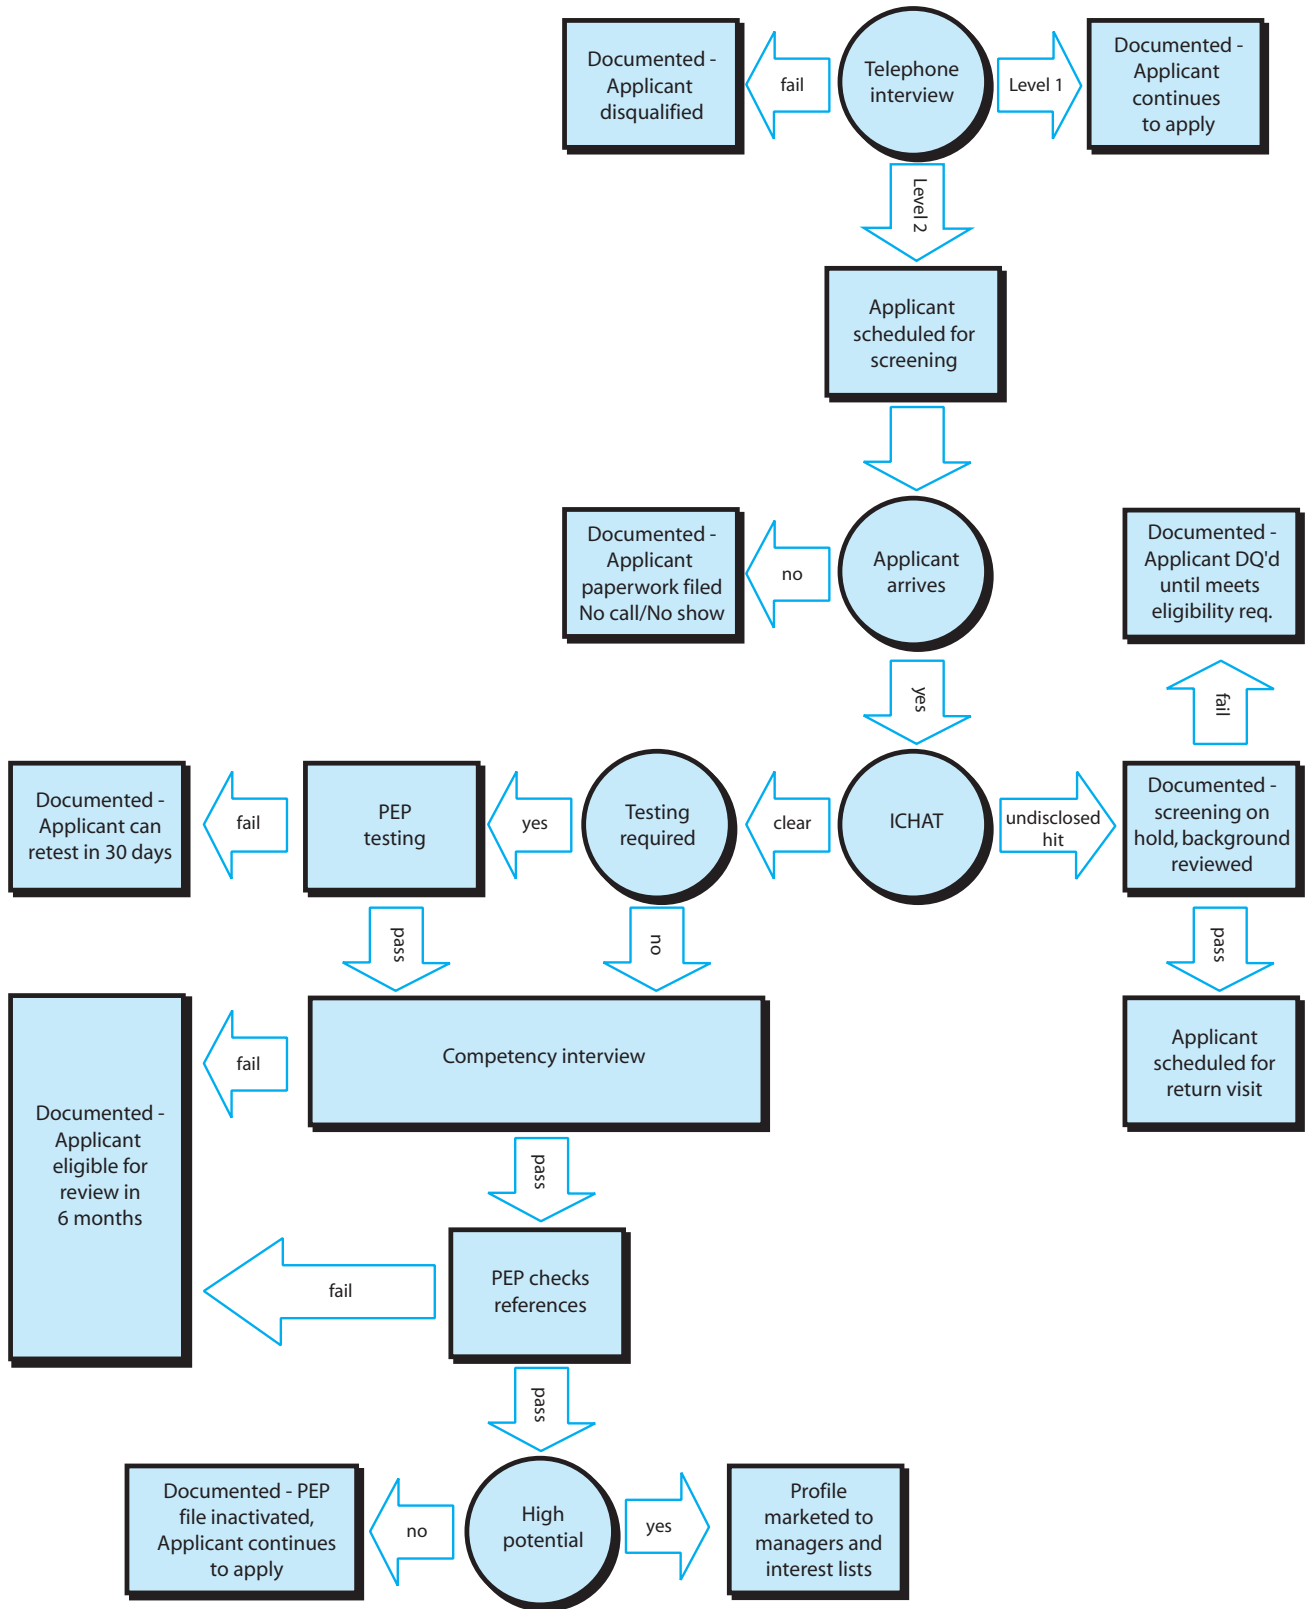 Documented -
Applicant
disqualified
fail
Telephone
interview
Level 1
Documented -
Applicant
continues
to apply
Level 2
Applicant
scheduled for
screening
Documented -
Applicant
paperwork filed
No call/No show
no
Applicant
arrives
Documented -
Applicant DQ'd
until meets
eligibility req.
yes
fail
Documented -
Applicant can
retest in 30 days
fail
PEP
testing
yes
Testing
required
clear
ICHAT
undisclosed
hit
Documented -
screening on
hold, background
reviewed
pass
no
pass
Competency interview
fail
Applicant
scheduled for
return visit
Documented -
Applicant
eligible for
review in
6 months
pass
PEP checks
references
fail
pass
Documented - PEP
file inactivated,
Applicant continues
to apply
no
High
potential
yes
Profile
marketed to
managers and
interest lists